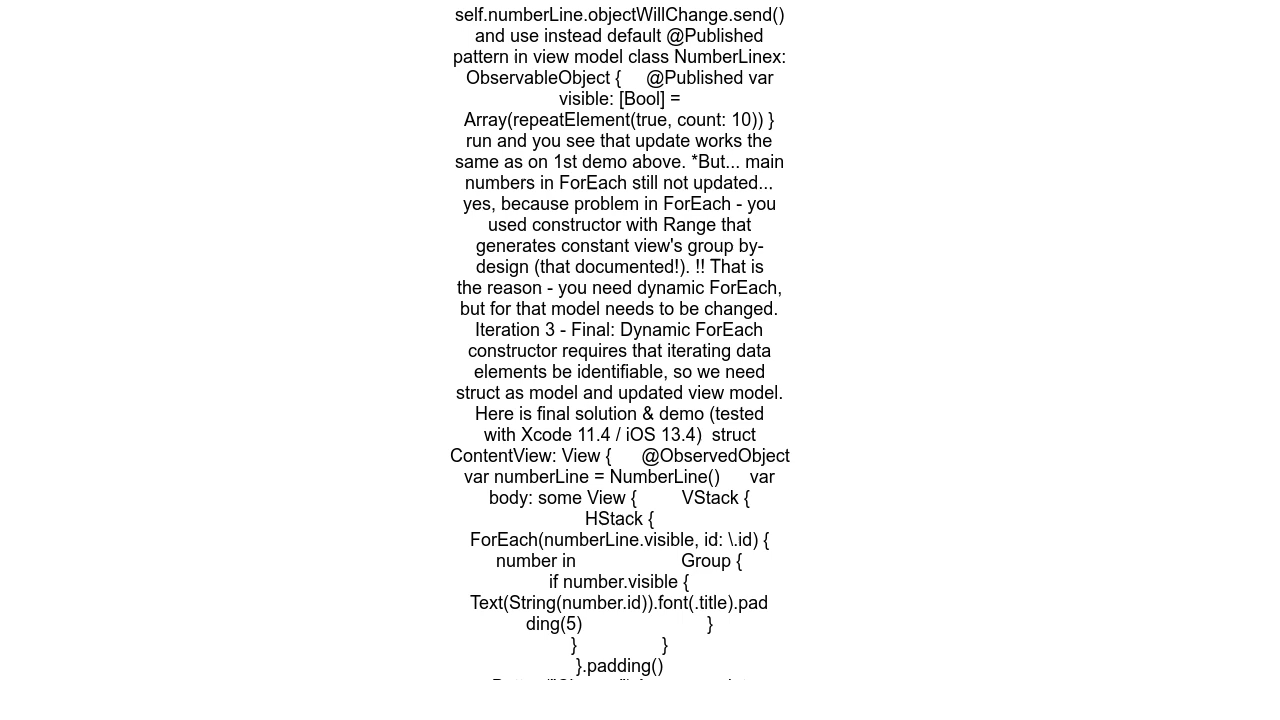 self.numberLine.objectWillChange.send()
and use instead default @Published
pattern in view model class NumberLinex:
ObservableObject {     @Published var
visible: [Bool] =
Array(repeatElement(true, count: 10)) }
run and you see that update works the
same as on 1st demo above. *But... main
numbers in ForEach still not updated...
yes, because problem in ForEach - you
used constructor with Range that
generates constant view's group by-
design (that documented!). !! That is
the reason - you need dynamic ForEach,
but for that model needs to be changed.
Iteration 3 - Final: Dynamic ForEach
constructor requires that iterating data
elements be identifiable, so we need
struct as model and updated view model.
Here is final solution & demo (tested
with Xcode 11.4 / iOS 13.4)  struct
ContentView: View {      @ObservedObject
var numberLine = NumberLine()      var
body: some View {         VStack {
HStack {
ForEach(numberLine.visible, id: \.id) {
number in                     Group {
if number.visible {
Text(String(number.id)).font(.title).pad
ding(5)                         }
}                 }
}.padding()